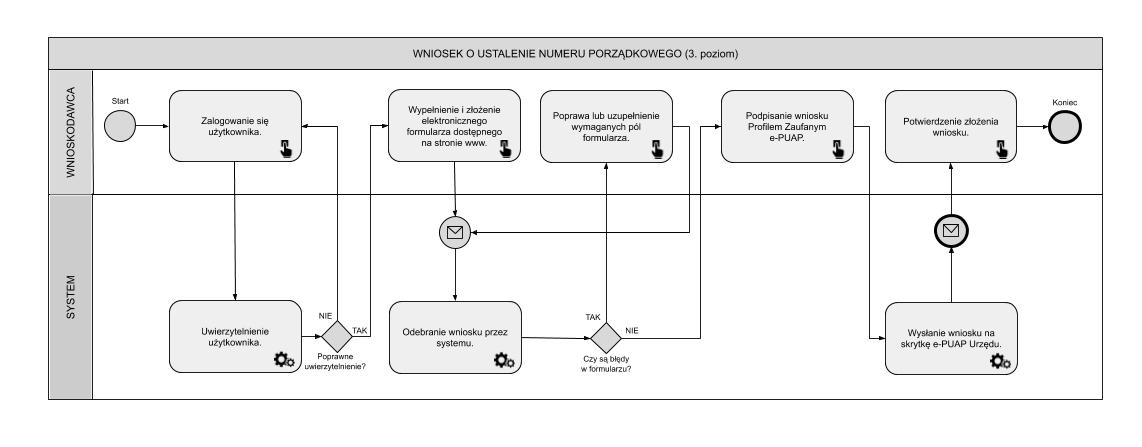 WNIOSEK O USTALENIE NUMERU PORZĄDKOWEGO (3. poziom)
WNIOSKODAWCA
Start
Zalogowanie się
użytkownika.
Wypełnienie i złożenie
elektronicznego
formularza dostępnego
na stronie www.
Poprawa lub uzupełnienie
wymaganych pól
formularza.
Podpisanie wniosku
Profilem Zaufanym
e-PUAP.
Potwierdzenie złożenia
wniosku.
Koniec
SYSTEM
Uwierzytelnienie
użytkownika.
NIE
TAK
Poprawne
uwierzytelnienie?
Odebranie wniosku przez
systemu.
TAK
NIE
Czy są błędy
w formularzu?
Wysłanie wniosku na
skrytkę e-PUAP Urzędu.